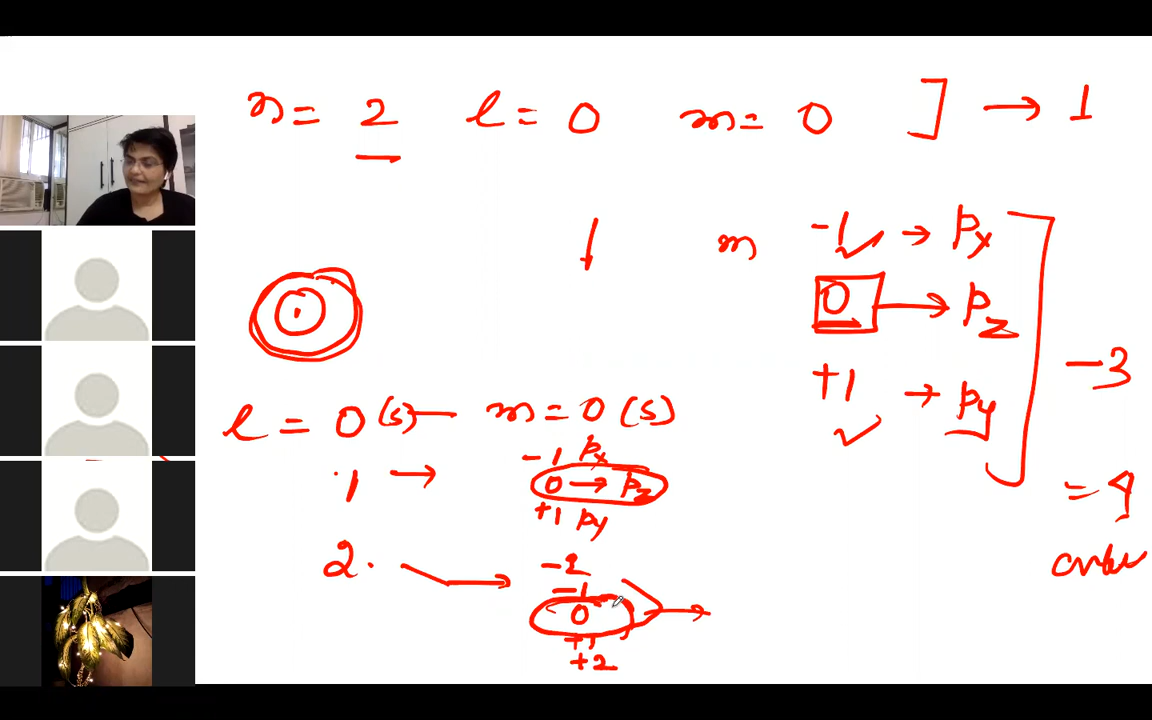 n = 2 l = 0 m = 0 ] → 1
m -1 → Px
0 → Pz
- 3
+1 → Py
l = 0 (s) — m = 0 (s)
-1 Px
1 → 0 → Pz
+1 Py
= 4
2. → -2
-1
0
+1
+2